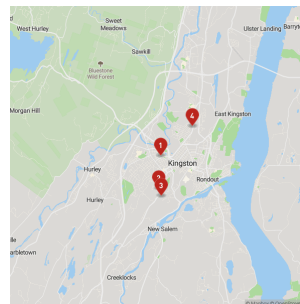 Ulster Landing
Barryto
Sweet
Meadows
West Hurley
Sawkill
Bluestone
Wild Forest
Morgan Hill
East Kingston
4
1
Kingston
Hurley
2
3
Rondout
Hurley
New Salem
Creeklocks